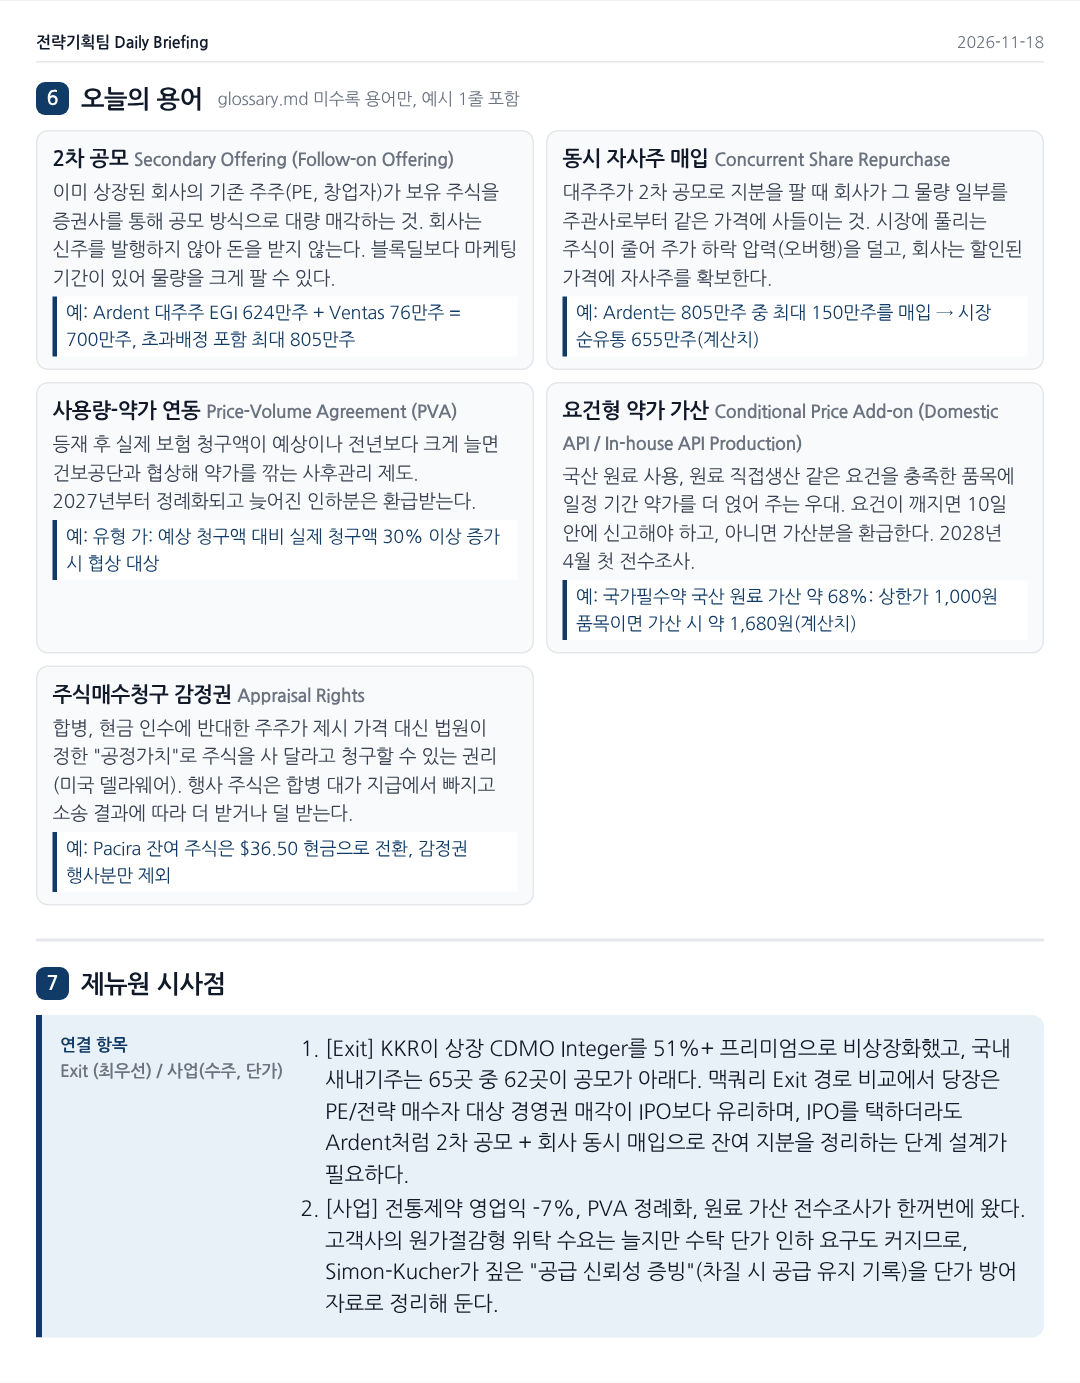 전략기획팀 Daily Briefing
2026-11-18
6 오늘의 용어 glossary.md 미수록 용어만, 예시 1줄 포함
2차 공모 Secondary Offering (Follow-on Offering)
이미 상장된 회사의 기존 주주(PE, 창업자)가 보유 주식을
증권사를 통해 공모 방식으로 대량 매각하는 것. 회사는
신주를 발행하지 않아 돈을 받지 않는다. 블록딜보다 마케팅
기간이 있어 물량을 크게 팔 수 있다.
예: Ardent 대주주 EGI 624만주 + Ventas 76만주 =
700만주, 초과배정 포함 최대 805만주
동시 자사주 매입 Concurrent Share Repurchase
대주주가 2차 공모로 지분을 팔 때 회사가 그 물량 일부를
주관사로부터 같은 가격에 사들이는 것. 시장에 풀리는
주식이 줄어 주가 하락 압력(오버행)을 덜고, 회사는 할인된
가격에 자사주를 확보한다.
예: Ardent는 805만주 중 최대 150만주를 매입 → 시장
순유통 655만주(계산치)
사용량-약가 연동 Price-Volume Agreement (PVA)
등재 후 실제 보험 청구액이 예상이나 전년보다 크게 늘면
건보공단과 협상해 약가를 깎는 사후관리 제도.
2027년부터 정례화되고 늦어진 인하분은 환급받는다.
예: 유형 가: 예상 청구액 대비 실제 청구액 30% 이상 증가
시 협상 대상
요건형 약가 가산 Conditional Price Add-on (Domestic
API / In-house API Production)
국산 원료 사용, 원료 직접생산 같은 요건을 충족한 품목에
일정 기간 약가를 더 얹어 주는 우대. 요건이 깨지면 10일
안에 신고해야 하고, 아니면 가산분을 환급한다. 2028년
4월 첫 전수조사.
예: 국가필수약 국산 원료 가산 약 68%: 상한가 1,000원
품목이면 가산 시 약 1,680원(계산치)
주식매수청구 감정권 Appraisal Rights
합병, 현금 인수에 반대한 주주가 제시 가격 대신 법원이
정한 "공정가치"로 주식을 사 달라고 청구할 수 있는 권리
(미국 델라웨어). 행사 주식은 합병 대가 지급에서 빠지고
소송 결과에 따라 더 받거나 덜 받는다.
예: Pacira 잔여 주식은 $36.50 현금으로 전환, 감정권
행사분만 제외
7 제뉴원 시사점
연결 항목
Exit (최우선) / 사업(수주, 단가)
1. [Exit] KKR이 상장 CDMO Integer를 51%+ 프리미엄으로 비상장화했고, 국내
새내기주는 65곳 중 62곳이 공모가 아래다. 맥쿼리 Exit 경로 비교에서 당장은
PE/전략 매수자 대상 경영권 매각이 IPO보다 유리하며, IPO를 택하더라도
Ardent처럼 2차 공모 + 회사 동시 매입으로 잔여 지분을 정리하는 단계 설계가
필요하다.
2. [사업] 전통제약 영업익 -7%, PVA 정례화, 원료 가산 전수조사가 한꺼번에 왔다.
고객사의 원가절감형 위탁 수요는 늘지만 수탁 단가 인하 요구도 커지므로,
Simon-Kucher가 짚은 "공급 신뢰성 증빙"(차질 시 공급 유지 기록)을 단가 방어
자료로 정리해 둔다.